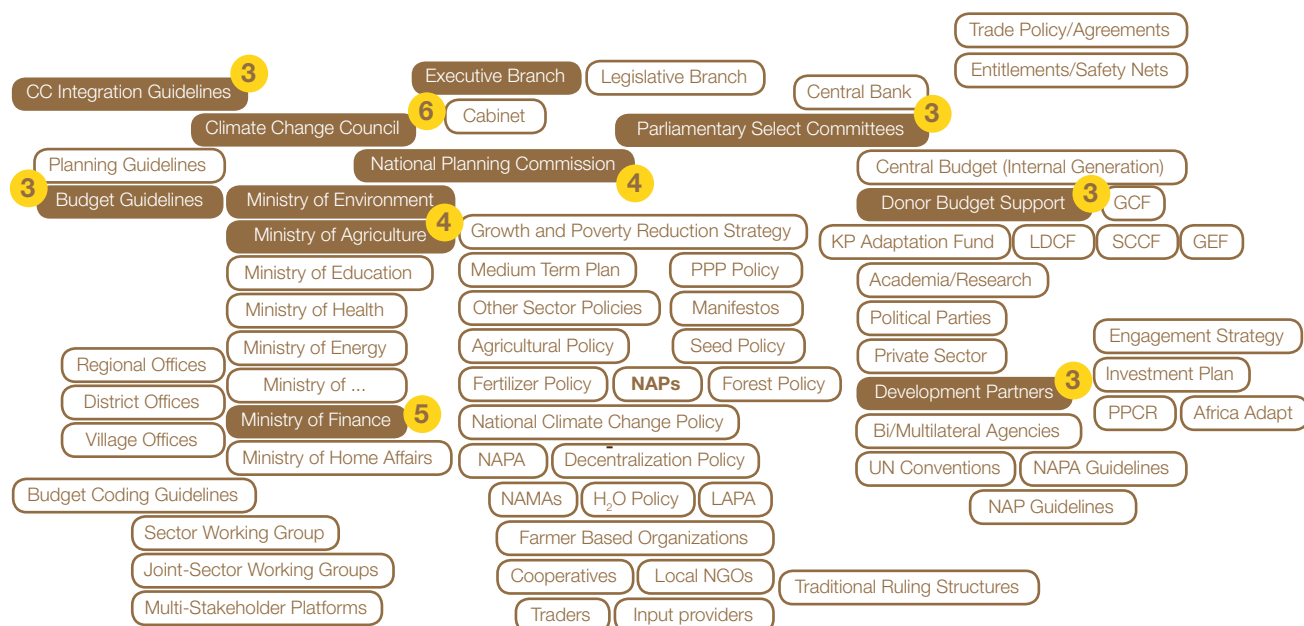 Trade Policy/Agreements
Entitlements/Safety Nets
3
CC Integration Guidelines
Executive Branch
Legislative Branch
Central Bank
6
Cabinet
3
Climate Change Council
Parliamentary Select Committees
Planning Guidelines
National Planning Commission
4
Central Budget (Internal Generation)
3
Budget Guidelines
Ministry of Environment
Donor Budget Support
3
GCF
Ministry of Agriculture
4
Growth and Poverty Reduction Strategy
KP Adaptation Fund
LDCF
SCCF
GEF
Ministry of Education
Medium Term Plan
PPP Policy
Academia/Research
Ministry of Health
Other Sector Policies
Manifestos
Political Parties
Engagement Strategy
Ministry of Energy
Agricultural Policy
Seed Policy
Private Sector
Regional Offices
Investment Plan
Ministry of ...
Fertilizer Policy
NAPs
Forest Policy
Development Partners
3
District Offices
PPCR
Africa Adapt
Ministry of Finance
5
National Climate Change Policy
Bi/Multilateral Agencies
Village Offices
Ministry of Home Affairs
NAPA
Decentralization Policy
UN Conventions
NAPA Guidelines
Budget Coding Guidelines
NAMAs
H₂O Policy
LAPA
NAP Guidelines
Sector Working Group
Farmer Based Organizations
Joint-Sector Working Groups
Cooperatives
Local NGOs
Traditional Ruling Structures
Multi-Stakeholder Platforms
Traders
Input providers